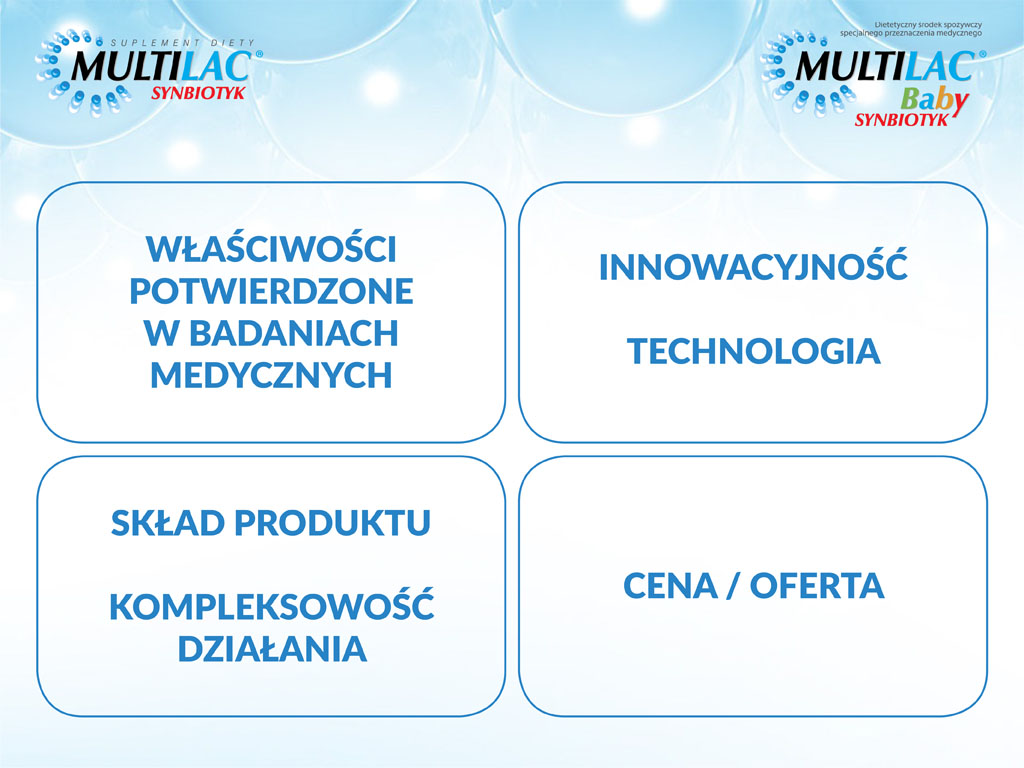 SUPLEMENT DIETY
MULTILAC®
SYNBIOTYK
Dietetyczny środek spożywczy
specjalnego przeznaczenia medycznego
MULTILAC®
Baby
SYNBIOTYK
WŁAŚCIWOŚCI
POTWIERDZONE
W BADANIACH
MEDYCZNYCH
INNOWACYJNOŚĆ
TECHNOLOGIA
SKŁAD PRODUKTU
KOMPLEKSOWOŚĆ
DZIAŁANIA
CENA / OFERTA